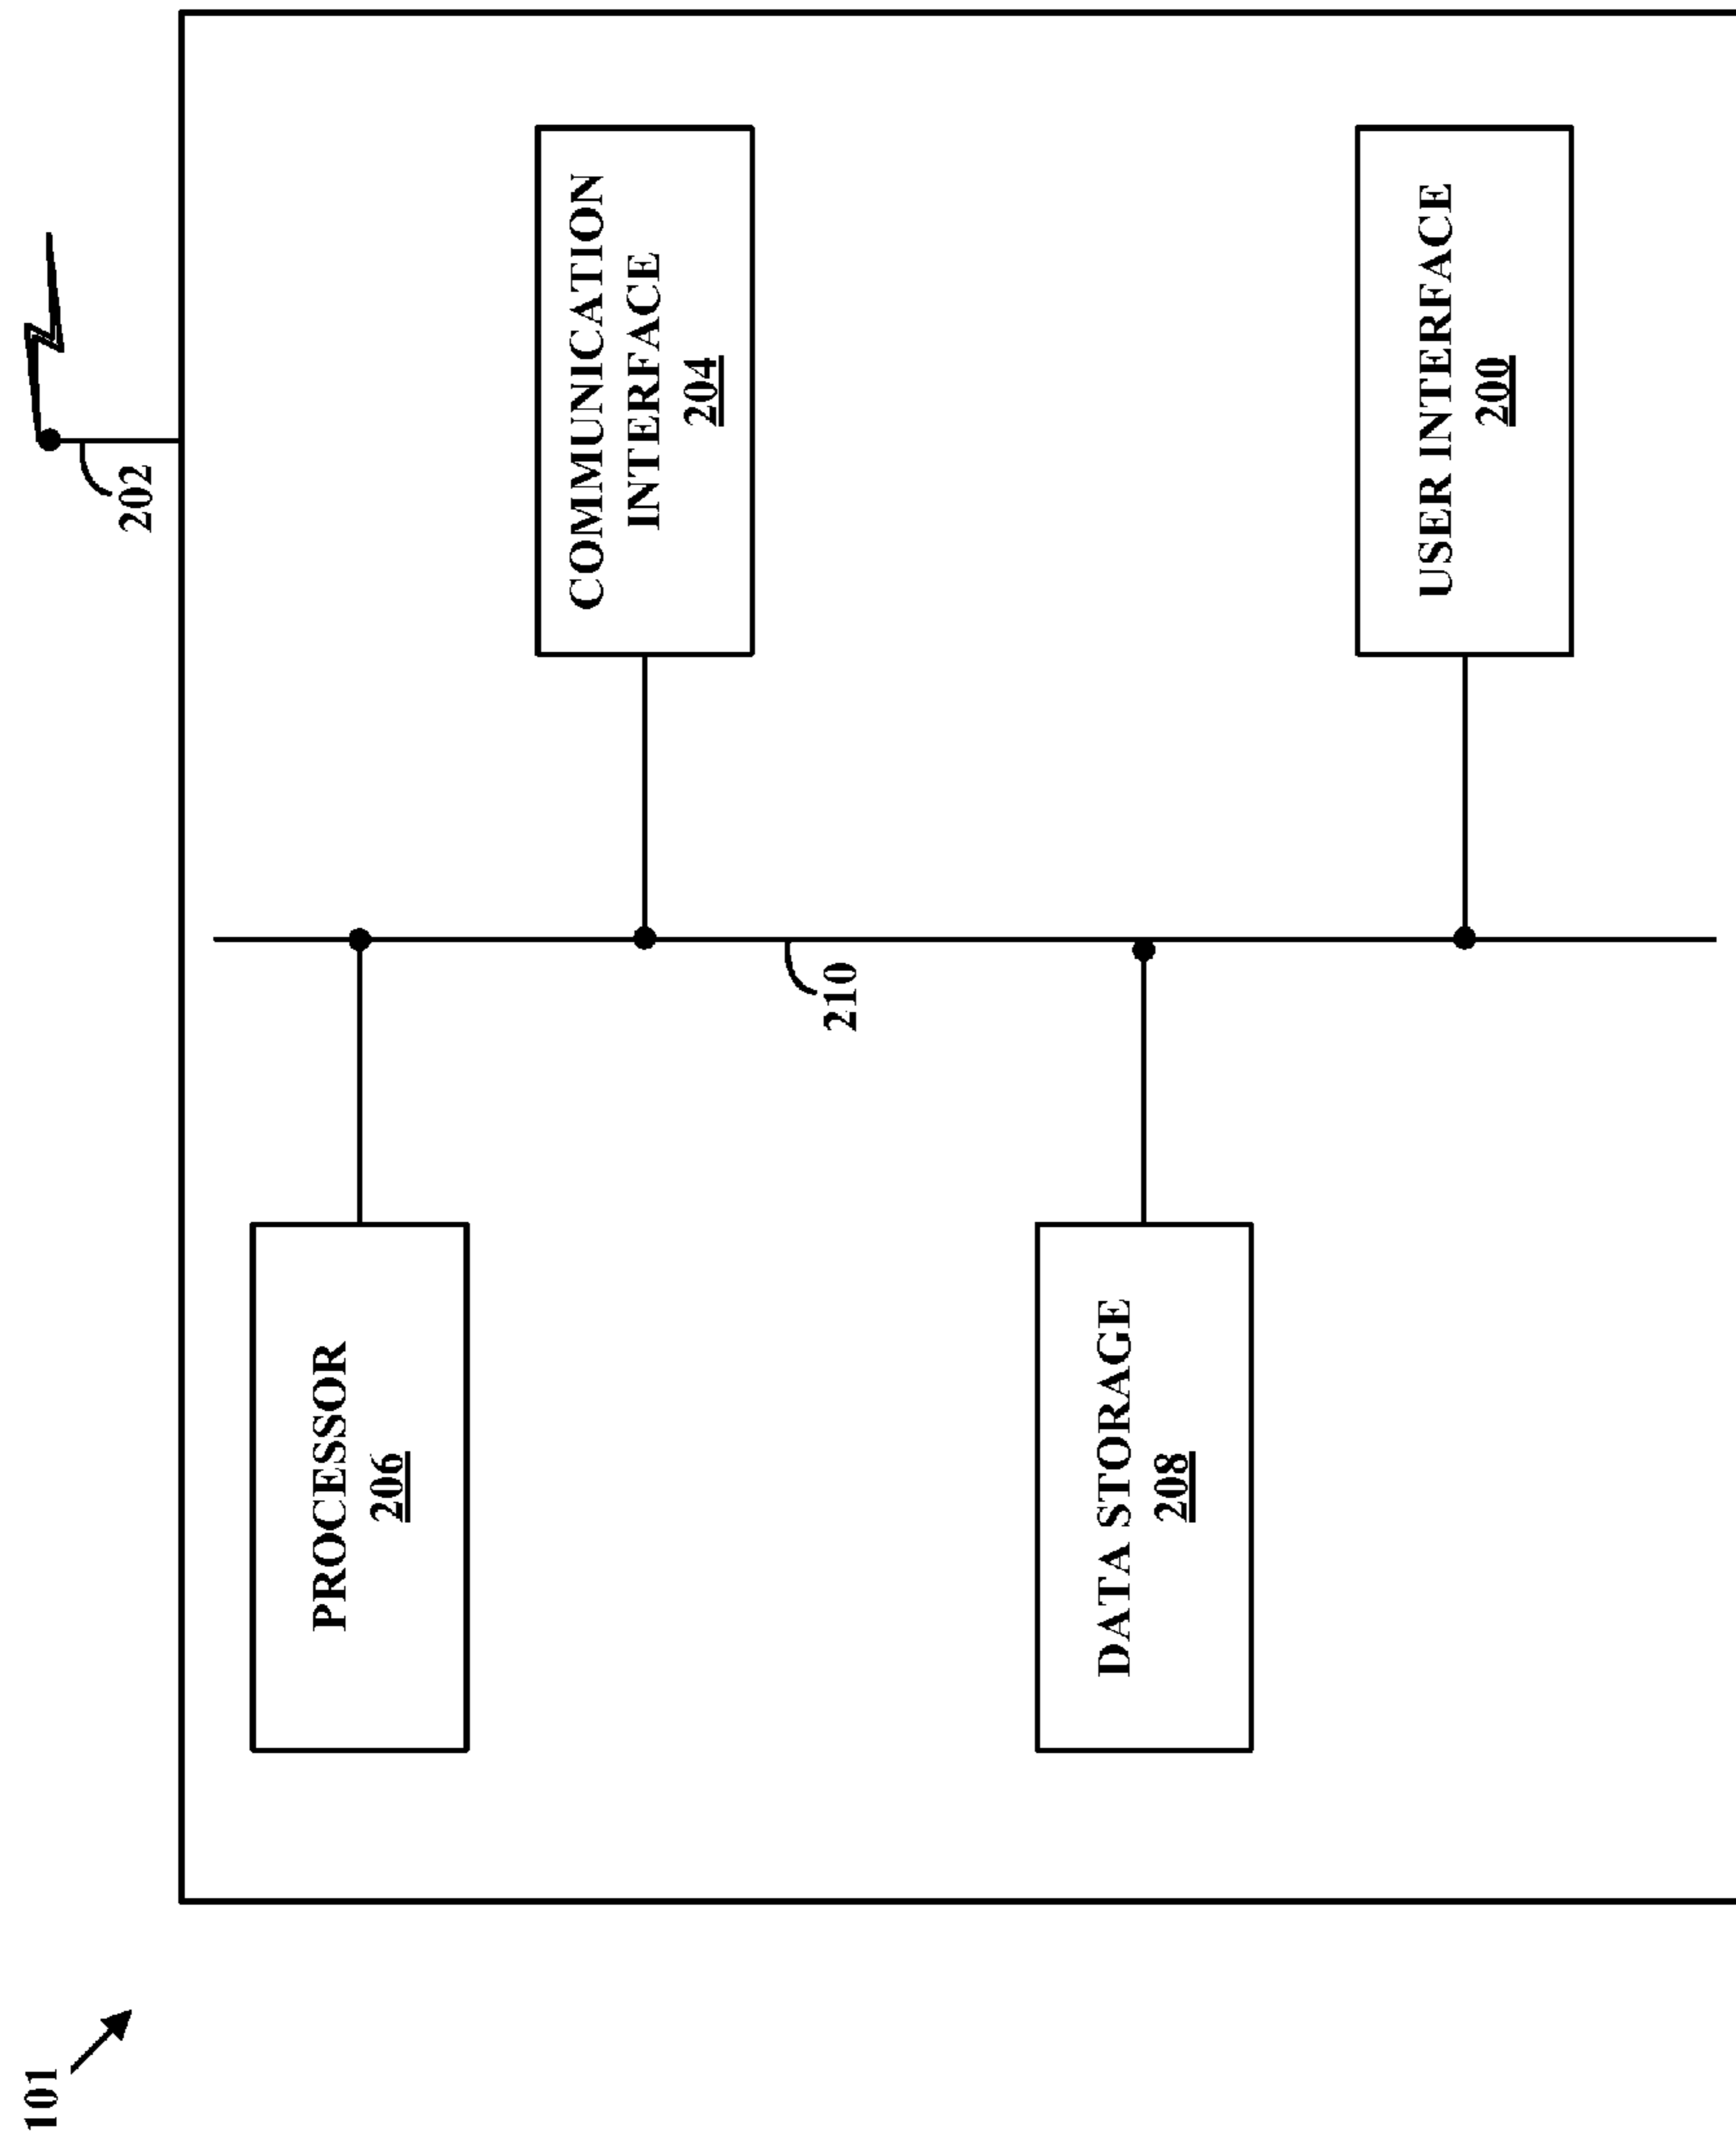 101
202
PROCESSOR
206
COMMUNICATION
INTERFACE
204
210
DATA STORAGE
208
USER INTERFACE
200